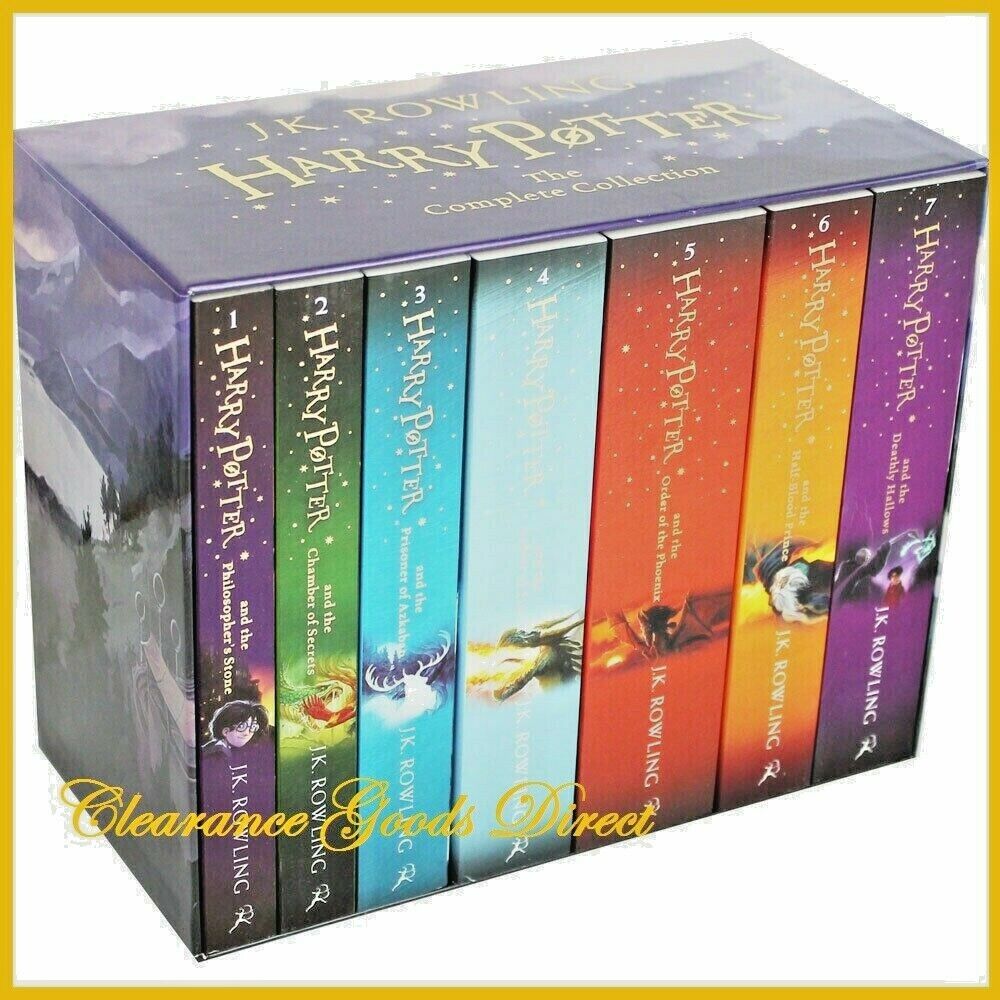 J.K. ROWLING
HARRY POTTER
The
Complete Collection
1
HARRY POTTER
and the
Philosopher's Stone
J.K. ROWLING
2
HARRY POTTER
and the
Chamber of Secrets
J.K. ROWLING
3
HARRY POTTER
and the
Prisoner of Azkaban
J.K. ROWLING
4
HARRY POTTER
J.K. ROWLING
5
HARRY POTTER
and the
Order of the Phoenix
J.K. ROWLING
6
HARRY POTTER
and the
Half-Blood Prince
J.K. ROWLING
7
HARRY POTTER
and the
Deathly Hallows
J.K. ROWLING
Clearance Goods Direct